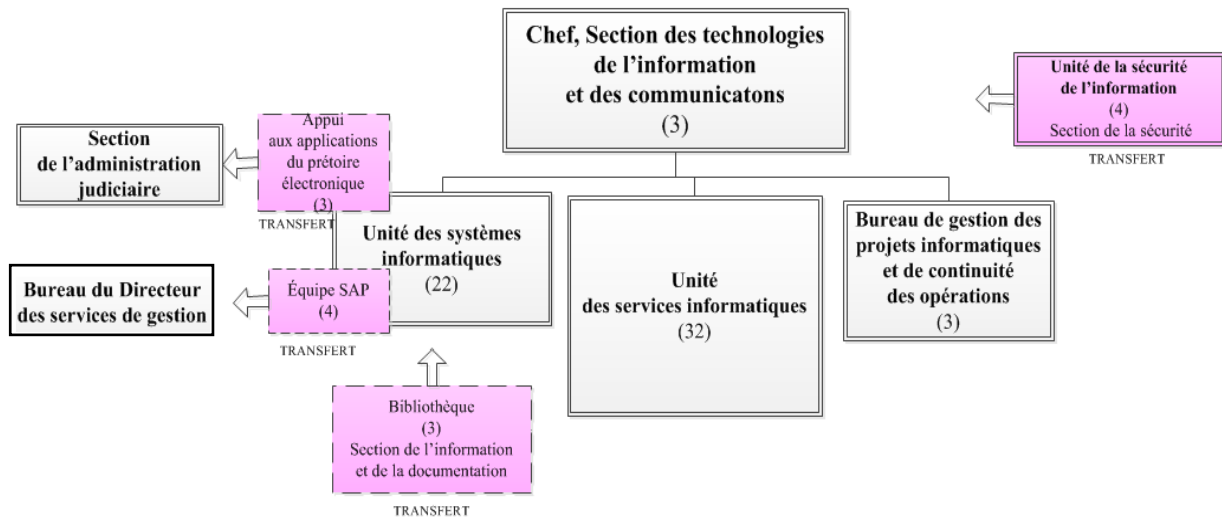 Chef, Section des technologies
de l'information
et des communicatons
(3)
Unité de la sécurité
de l'information
(4)
Section de la sécurité
TRANSFERT
Section
de l'administration
judiciaire
Appui
aux applications
du prétoire
électronique
(3)
TRANSFERT
Unité des systèmes
informatiques
(22)
Unité
des services informatiques
(32)
Bureau de gestion des
projets informatiques
et de continuité
des opérations
(3)
Bureau du Directeur
des services de gestion
Équipe SAP
(4)
TRANSFERT
Bibliothèque
(3)
Section de l'information
et de la documentation
TRANSFERT